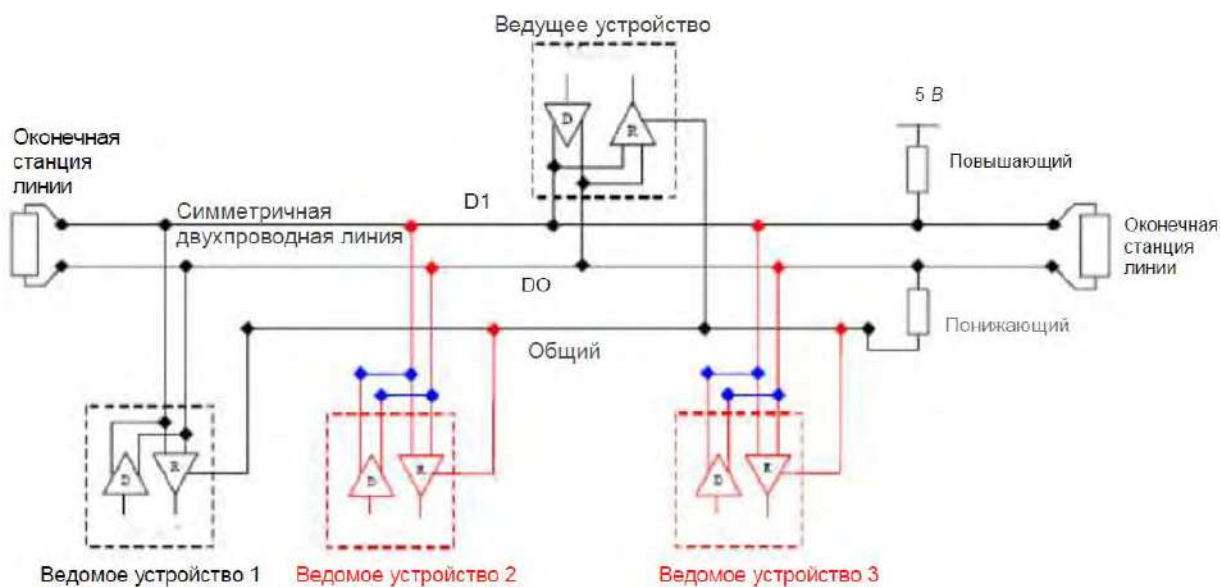 Ведущее устройство
D
R
5 В
Повышающий
Оконечная
станция
линии
D1
Симметричная
двухпроводная линия
Оконечная
станция
линии
DO
Понижающий
Общий
D
R
D
R
D
R
Ведомое устройство 1
Ведомое устройство 2
Ведомое устройство 3